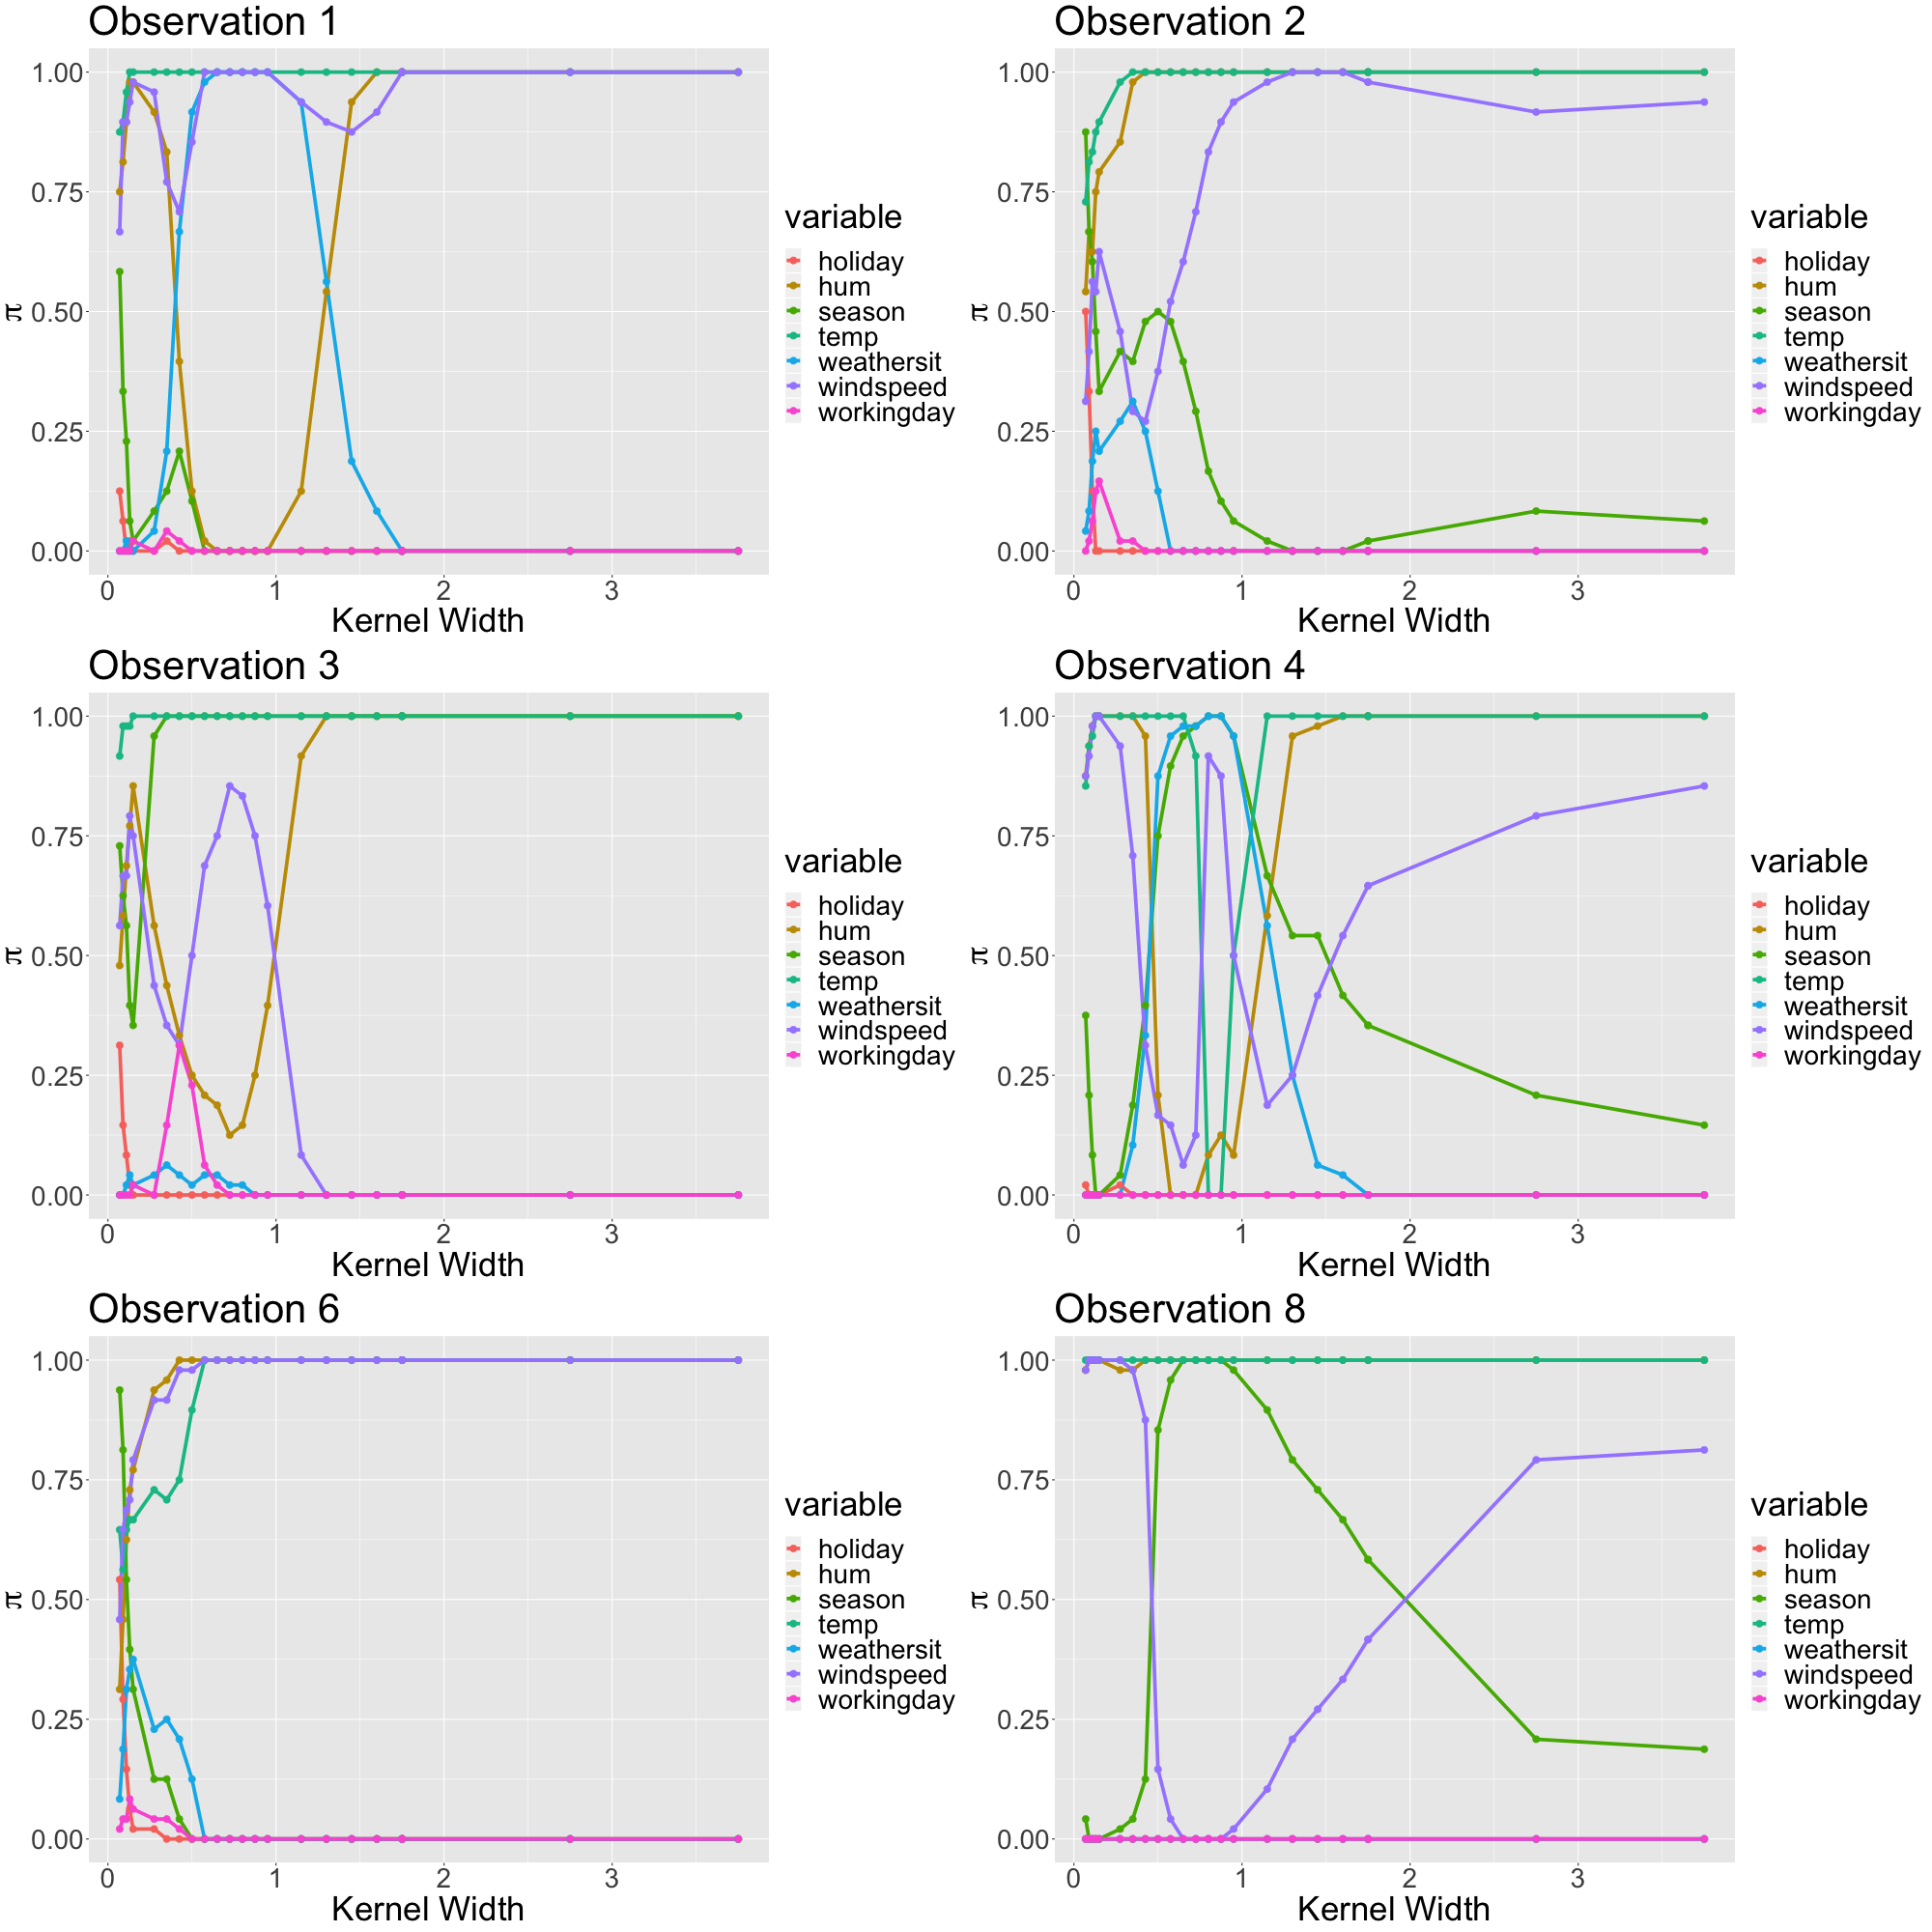 Observation 1
1.00
0.75
0.50
0.25
0.00
π
0 1 2 3
Kernel Width
variable
holiday
hum
season
temp
weathersit
windspeed
workingday
Observation 2
1.00
0.75
0.50
0.25
0.00
π
0 1 2 3
Kernel Width
variable
holiday
hum
season
temp
weathersit
windspeed
workingday
Observation 3
1.00
0.75
0.50
0.25
0.00
π
0 1 2 3
Kernel Width
variable
holiday
hum
season
temp
weathersit
windspeed
workingday
Observation 4
1.00
0.75
0.50
0.25
0.00
π
0 1 2 3
Kernel Width
variable
holiday
hum
season
temp
weathersit
windspeed
workingday
Observation 6
1.00
0.75
0.50
0.25
0.00
π
0 1 2 3
Kernel Width
variable
holiday
hum
season
temp
weathersit
windspeed
workingday
Observation 8
1.00
0.75
0.50
0.25
0.00
π
0 1 2 3
Kernel Width
variable
holiday
hum
season
temp
weathersit
windspeed
workingday